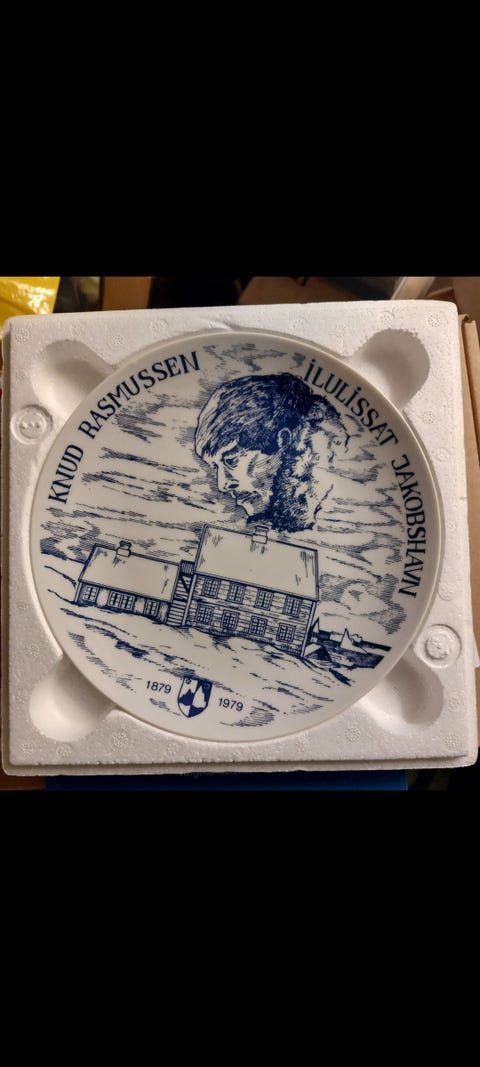 KNUD RASMUSSEN
ILULISSAT JAKOBSHAVN
1879 1979